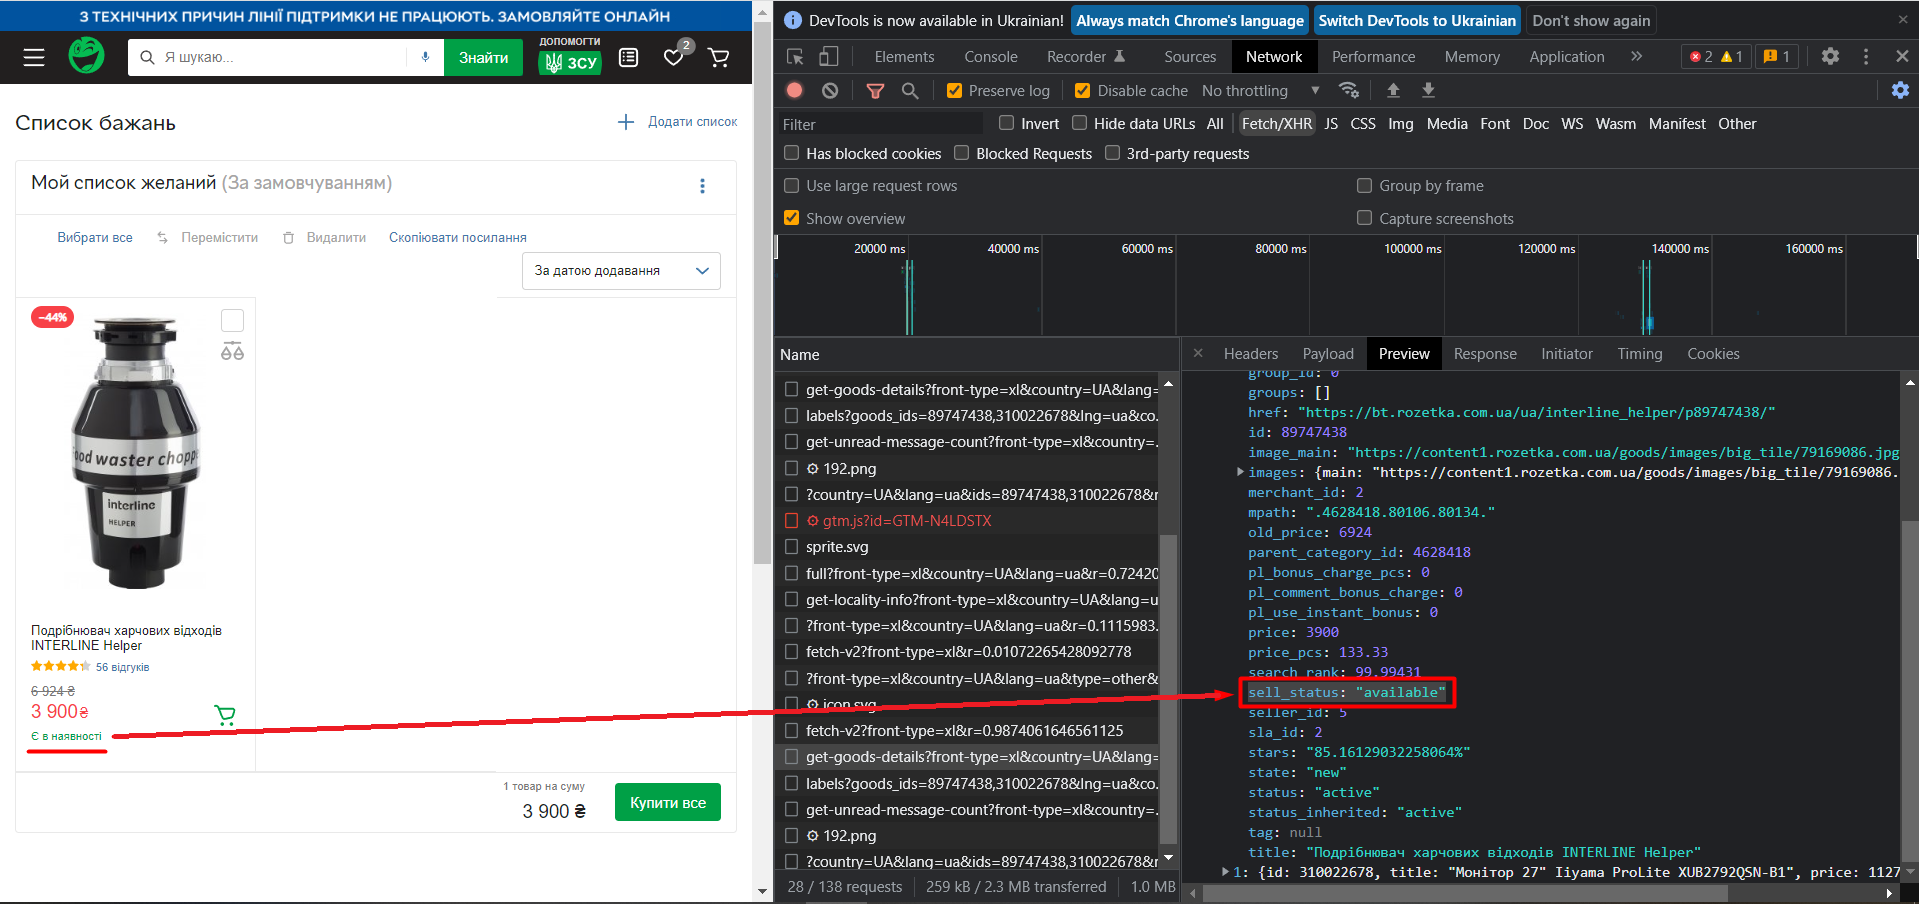 З ТЕХНІЧНИХ ПРИЧИН ЛІНІЇ ПІДТРИМКИ НЕ ПРАЦЮЮТЬ. ЗАМОВЛЯЙТЕ ОНЛАЙН
Я шукаю...
Знайти
ДОПОМОГТИ
ЗСУ
2
Список бажань
Додати список
Мой список желаний (За замовчуванням)
Вибрати все
Перемістити
Видалити
Скопіювати посилання
За датою додавання
–44%
food waster choppe
interline
HELPER
Подрібнювач харчових відходів
INTERLINE Helper
56 відгуків
6 924 ₴
3 900₴
Є в наявності
1 товар на суму
3 900 ₴
Купити все
DevTools is now available in Ukrainian! Always match Chrome's language Switch DevTools to Ukrainian Don't show again
Elements Console Recorder Sources Network Performance Memory Application » 2 1 1
Preserve log Disable cache No throttling
Filter Invert Hide data URLs All Fetch/XHR JS CSS Img Media Font Doc WS Wasm Manifest Other
Has blocked cookies Blocked Requests 3rd-party requests
Use large request rows Group by frame
Show overview Capture screenshots
20000 ms 40000 ms 60000 ms 80000 ms 100000 ms 120000 ms 140000 ms 160000 ms
Name
get-goods-details?front-type=xl&country=UA&lang=
labels?goods_ids=89747438,310022678&lng=ua&co.
get-unread-message-count?front-type=xl&country=.
192.png
?country=UA&lang=ua&ids=89747438,310022678&r
gtm.js?id=GTM-N4LDSTX
sprite.svg
full?front-type=xl&country=UA&lang=ua&r=0.72420
get-locality-info?front-type=xl&country=UA&lang=u
?front-type=xl&country=UA&lang=ua&r=0.1115983.
fetch-v2?front-type=xl&r=0.01072265428092778
?front-type=xl&country=UA&lang=ua&type=other&
icon.svg
fetch-v2?front-type=xl&r=0.9874061646561125
get-goods-details?front-type=xl&country=UA&lang=
labels?goods_ids=89747438,310022678&lng=ua&co.
get-unread-message-count?front-type=xl&country=.
192.png
?country=UA&lang=ua&ids=89747438,310022678&r
28 / 138 requests 259 kB / 2.3 MB transferred 1.0 MB
Headers Payload Preview Response Initiator Timing Cookies
group_id: 0
groups: []
href: "https://bt.rozetka.com.ua/ua/interline_helper/p89747438/"
id: 89747438
image_main: "https://content1.rozetka.com.ua/goods/images/big_tile/79169086.jpg
images: {main: "https://content1.rozetka.com.ua/goods/images/big_tile/79169086.
merchant_id: 2
mpath: ".4628418.80106.80134."
old_price: 6924
parent_category_id: 4628418
pl_bonus_charge_pcs: 0
pl_comment_bonus_charge: 0
pl_use_instant_bonus: 0
price: 3900
price_pcs: 133.33
search_rank: 99.99431
sell_status: "available"
seller_id: 5
sla_id: 2
stars: "85.16129032258064%"
state: "new"
status: "active"
status_inherited: "active"
tag: null
title: "Подрібнювач харчових відходів INTERLINE Helper"
1: {id: 310022678, title: "Монітор 27" Iiyama ProLite XUB2792QSN-B1", price: 1127